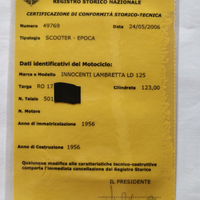 REGISTRO STORICO NAZIONALE
CERTIFICAZIONE DI CONFORMITÀ STORICO-TECNICA
Numero 49769 Data 24/05/2006
Tipologia SCOOTER - EPOCA
Dati identificativi del Motociclo:
Marca e Modello INNOCENTI LAMBRETTA LD 125
Targa RO 17 Cilindrata 123,00
N. Telaio 501
N. Motore
Anno di Immatricolazione 1956
Anno di Costruzione 1956
Qualunque modifica alle caratteristiche tecnico-costruttive
comporta l'immediata cancellazione dal Registro Storico
IL PRESIDENTE